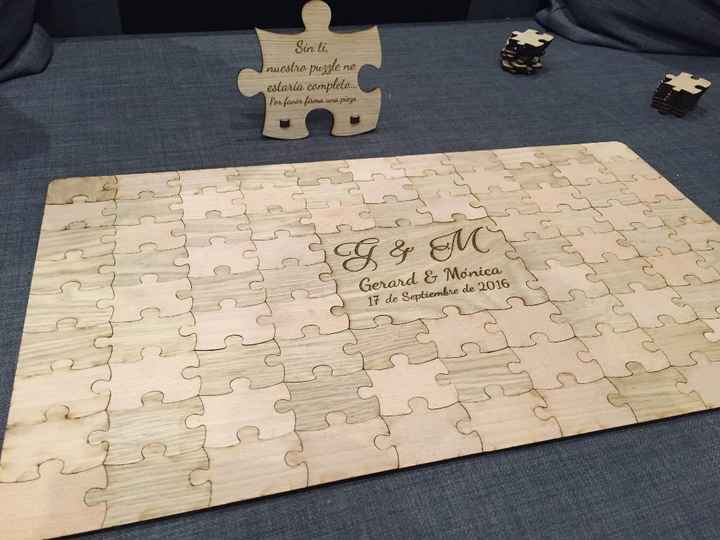 Sin ti,
nuestro puzzle no
estaría completo...
Por favor firma una pieza
G & M
Gerard & Mónica
17 de Septiembre de 2016